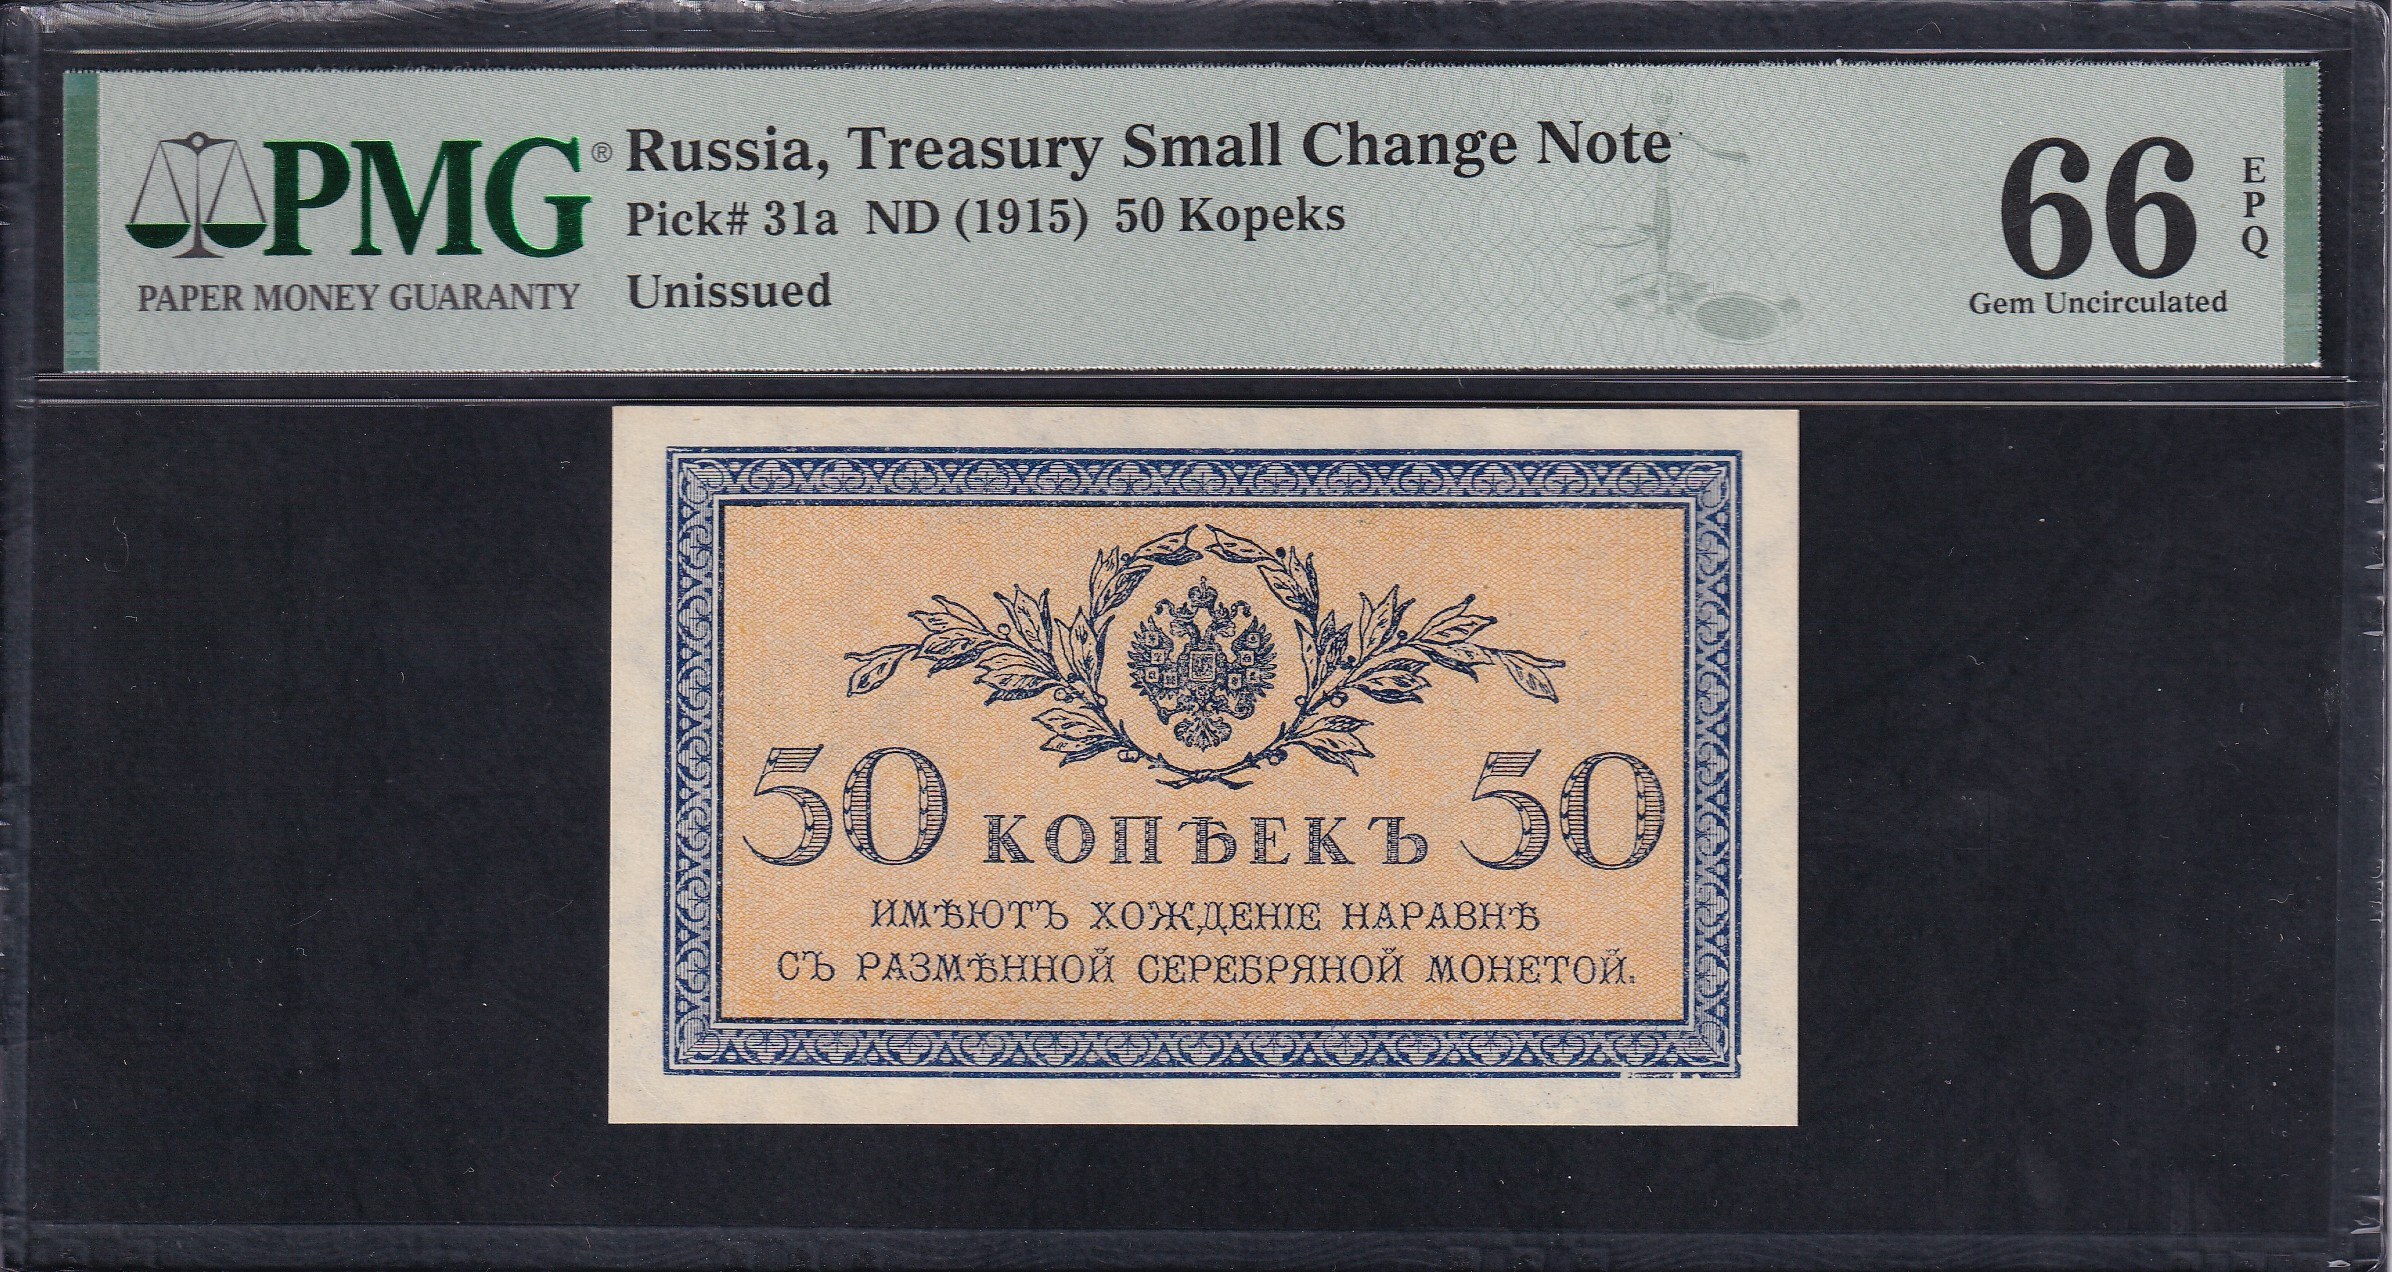 PMG®
PAPER MONEY GUARANTY
Russia, Treasury Small Change Note
Pick# 31a ND (1915) 50 Kopeks
Unissued
66
EPQ
Gem Uncirculated
50 КОПѢЕКЪ 50
ИМѢЮТЪ ХОЖДЕНІЕ НАРАВНѢ
СЪ РАЗМѢННОЙ СЕРЕБРЯНОЙ МОНЕТОЙ.